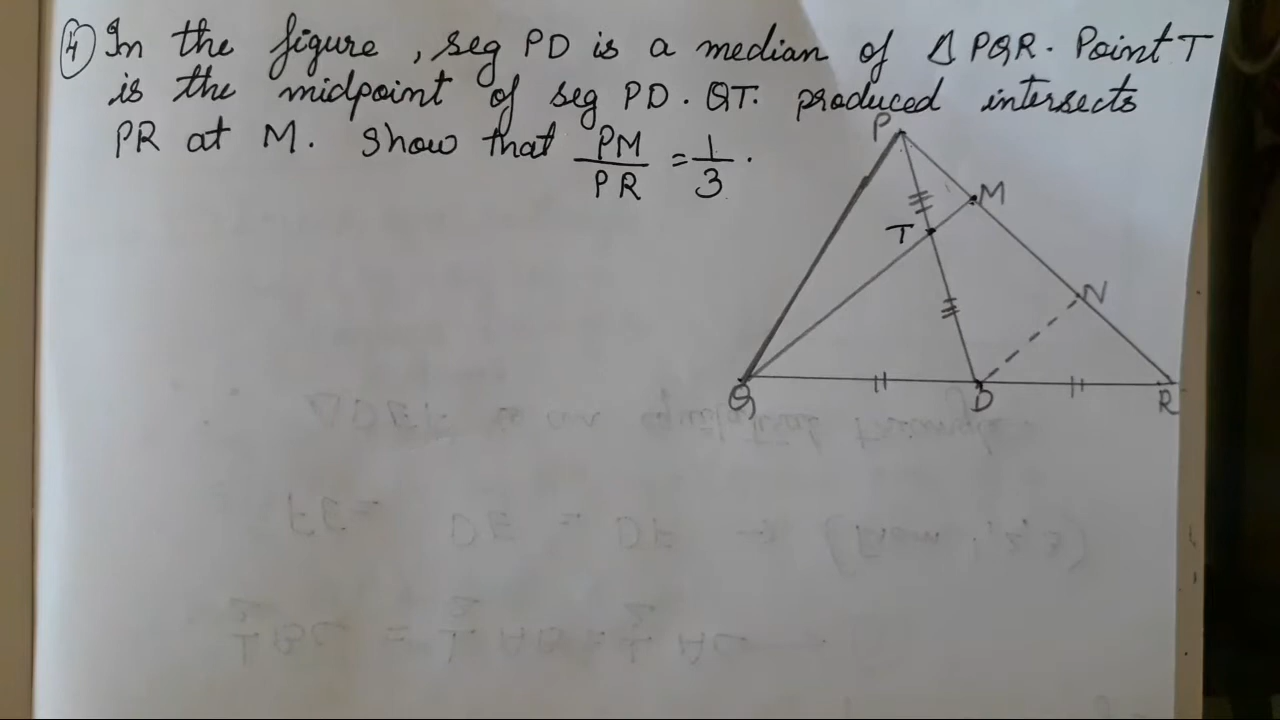 4 In the figure, seg PD is a median of Δ PQR. Point T
is the midpoint of seg PD. QT. produced intersects
PR at M. Show that PM/PR = 1/3.
P
M
T
N
Q D R